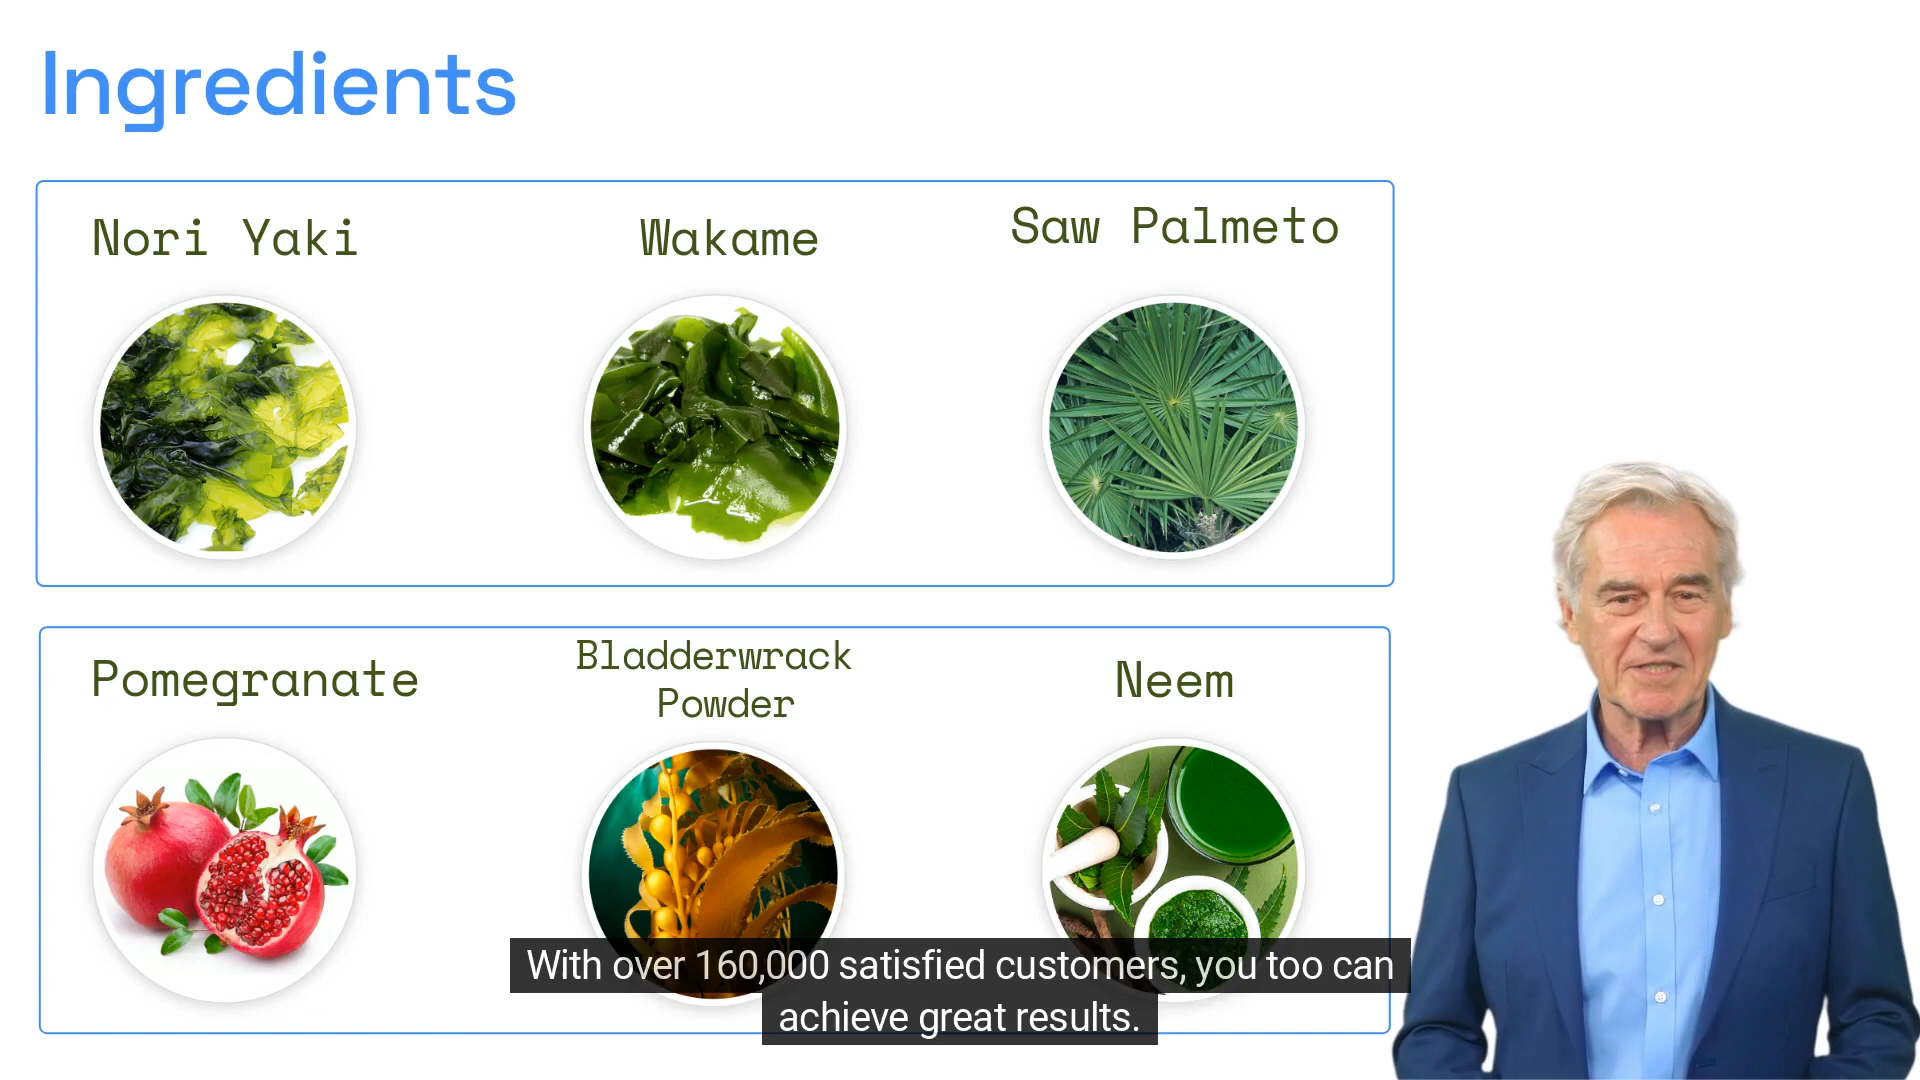 Ingredients
Nori Yaki
Wakame
Saw Palmeto
Pomegranate
Bladderwrack
Powder
Neem
With over 160,000 satisfied customers, you too can
achieve great results.